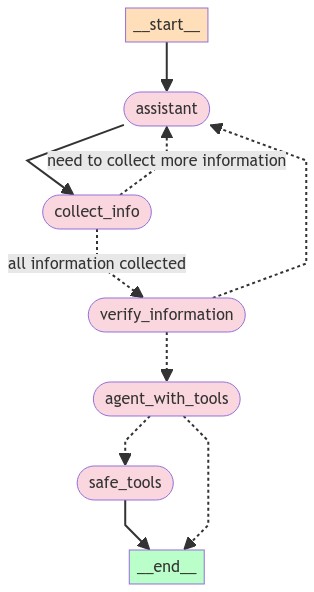 __start__
assistant
need to collect more information
collect_info
all information collected
verify_information
agent_with_tools
safe_tools
__end__